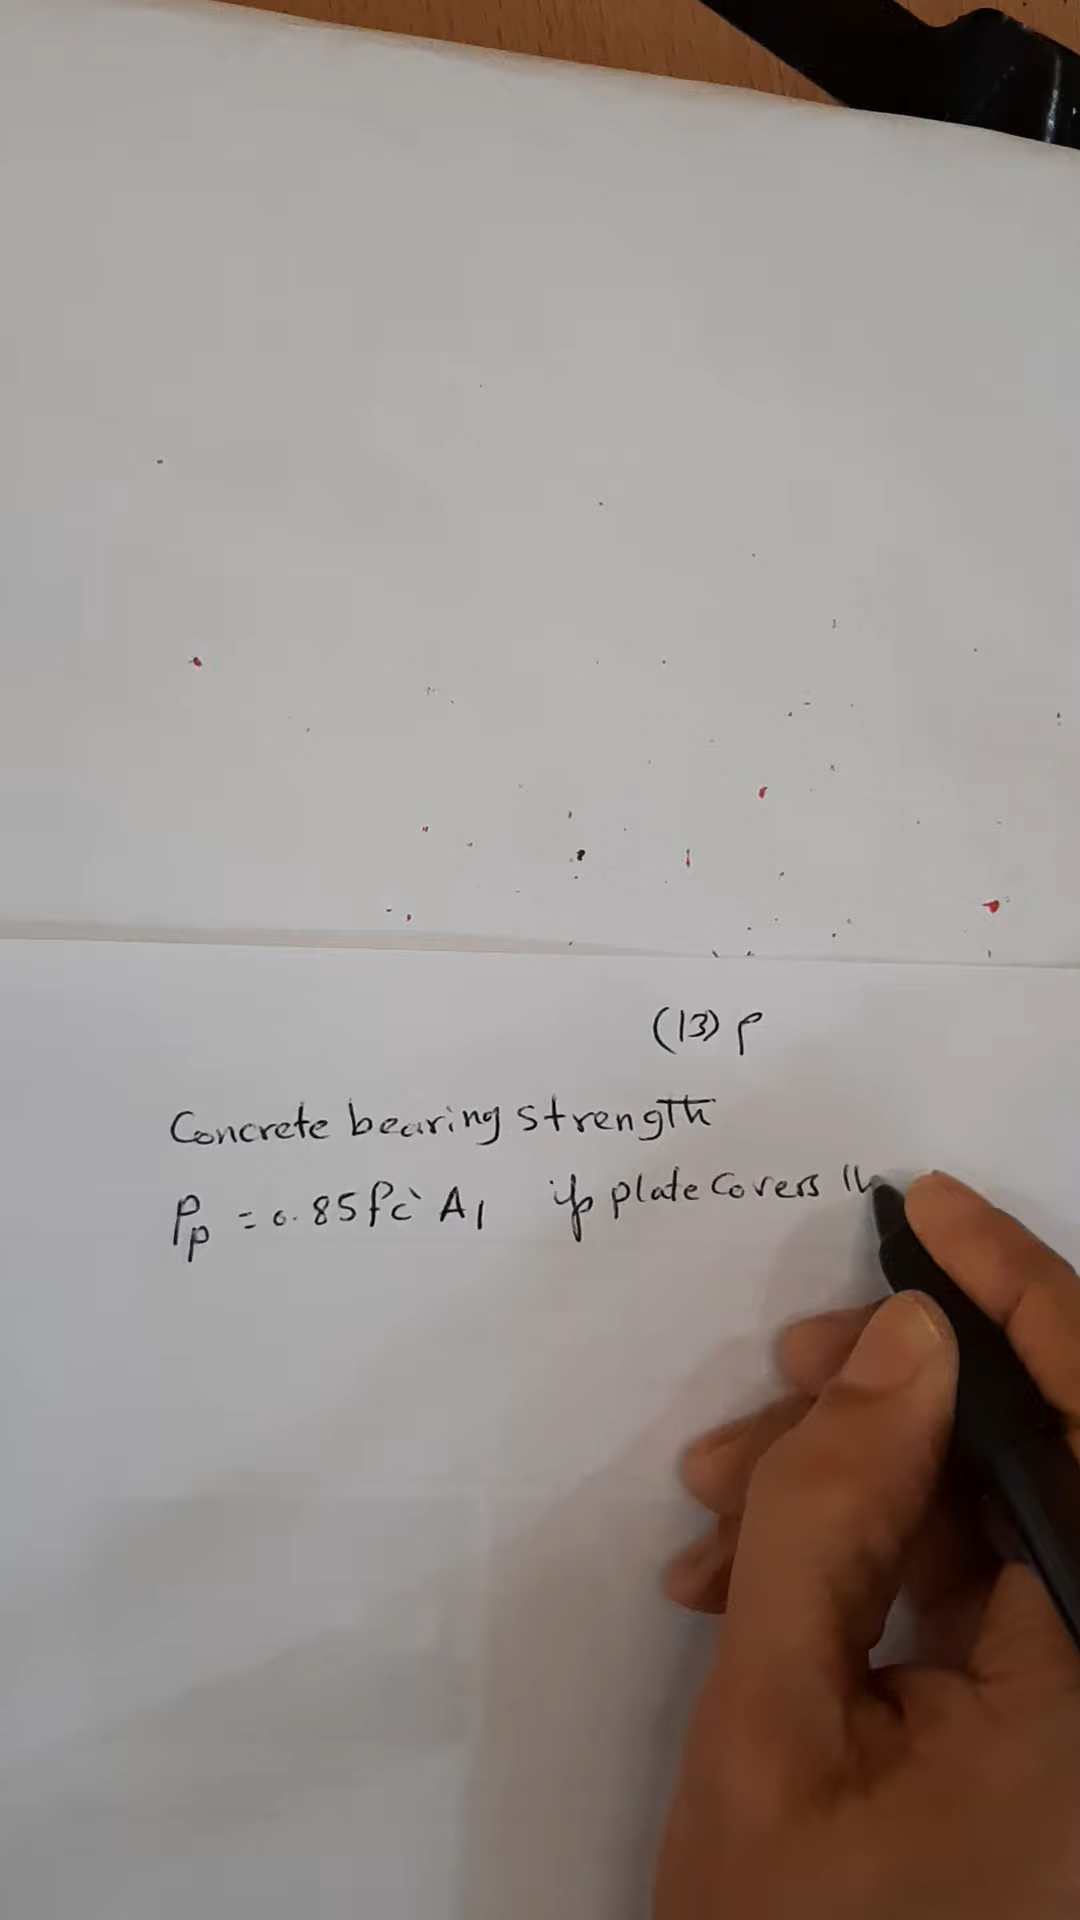 (13) P
Concrete bearing strength
Pp = 0.85 fc' A1 if plate covers